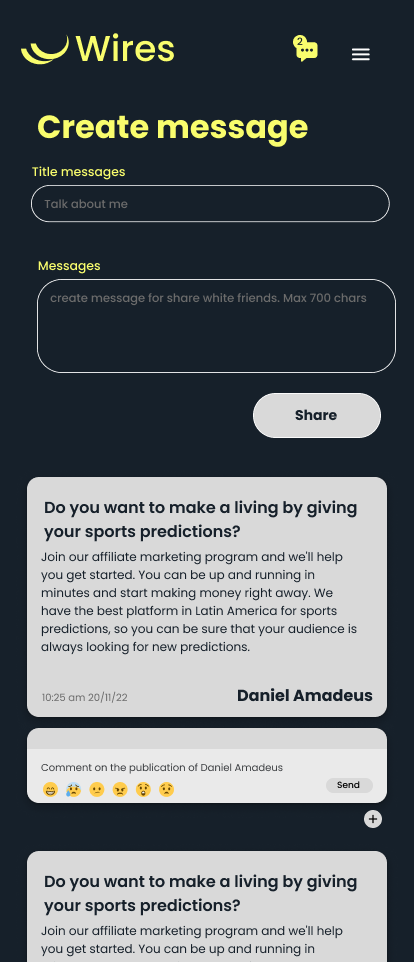 Wires
2
Create message
Title messages
Talk about me
Messages
create message for share white friends. Max 700 chars
Share
Do you want to make a living by giving
your sports predictions?
Join our affiliate marketing program and we'll help
you get started. You can be up and running in
minutes and start making money right away. We
have the best platform in Latin America for sports
predictions, so you can be sure that your audience is
always looking for new predictions.
10:25 am 20/11/22
Daniel Amadeus
Comment on the publication of Daniel Amadeus
Send
Do you want to make a living by giving
your sports predictions?
Join our affiliate marketing program and we'll help
you get started. You can be up and running in